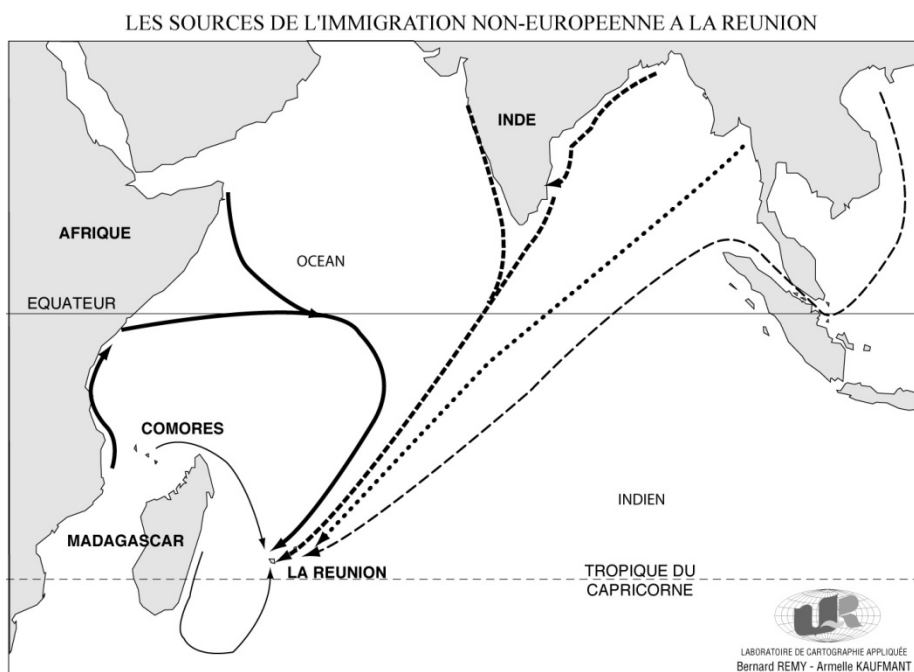 LES SOURCES DE L'IMMIGRATION NON-EUROPEENNE A LA REUNION
INDE
AFRIQUE
OCEAN
EQUATEUR
COMORES
INDIEN
MADAGASCAR
LA REUNION
TROPIQUE DU
CAPRICORNE
UR
LABORATOIRE DE CARTOGRAPHIE APPLIQUÉE
Bernard REMY - Armelle KAUFMANT